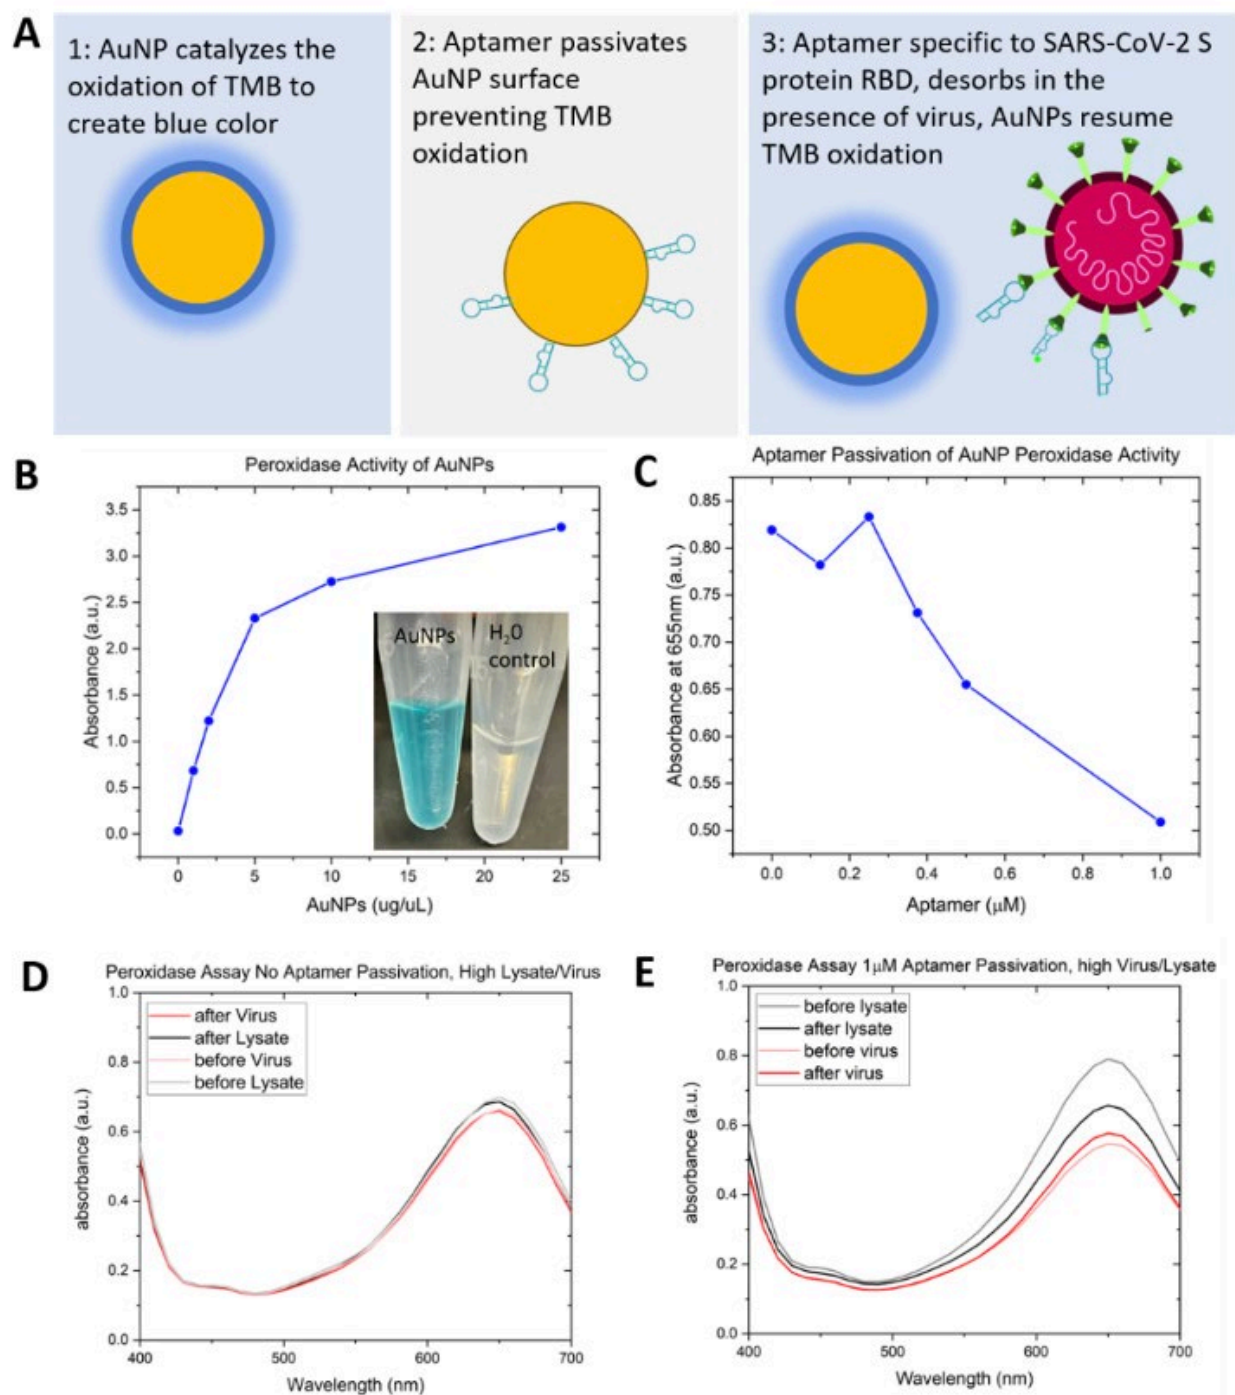 A
1: AuNP catalyzes the
oxidation of TMB to
create blue color
2: Aptamer passivates
AuNP surface
preventing TMB
oxidation
3: Aptamer specific to SARS-CoV-2 S
protein RBD, desorbs in the
presence of virus, AuNPs resume
TMB oxidation
B
Peroxidase Activity of AuNPs
Absorbance (a.u.)
3.5
3.0
2.5
2.0
1.5
1.0
0.5
0.0
AuNPs
H₂0
control
0 5 10 15 20 25
AuNPs (ug/uL)
C
Aptamer Passivation of AuNP Peroxidase Activity
Absorbance at 655nm (a.u.)
0.85
0.80
0.75
0.70
0.65
0.60
0.55
0.50
0.0 0.2 0.4 0.6 0.8 1.0
Aptamer (μM)
D
Peroxidase Assay No Aptamer Passivation, High Lysate/Virus
absorbance (a.u.)
1.0
0.8
0.6
0.4
0.2
0.0
after Virus
after Lysate
before Virus
before Lysate
400 500 600 700
Wavelength (nm)
E
Peroxidase Assay 1μM Aptamer Passivation, high Virus/Lysate
absorbance (a.u.)
1.0
0.8
0.6
0.4
0.2
0.0
before lysate
after lysate
before virus
after virus
400 500 600 700
Wavelength (nm)